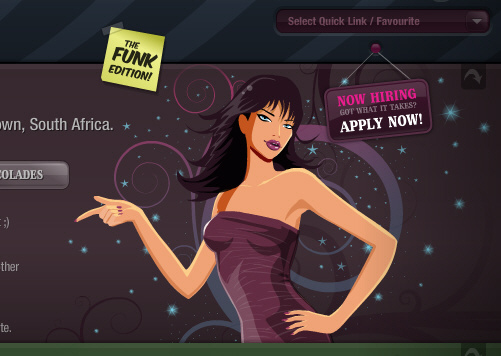 Select Quick Link / Favourite
THE
FUNK
EDITION!
NOW HIRING
GOT WHAT IT TAKES?
APPLY NOW!
own, South Africa.
COLADES
t ;)
other
te.